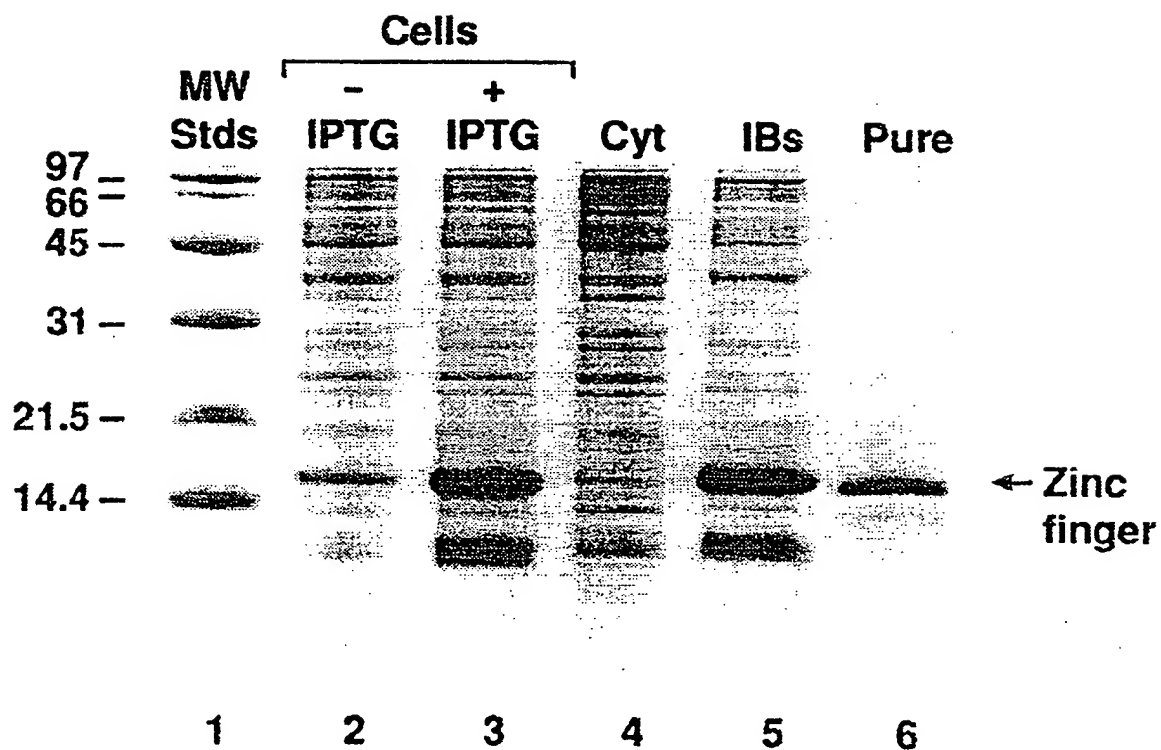 Cells
MW – +
Stds IPTG IPTG Cyt IBs Pure
97 –
66 –
45 –
31 –
21.5 –
14.4 –
← Zinc
finger
1 2 3 4 5 6